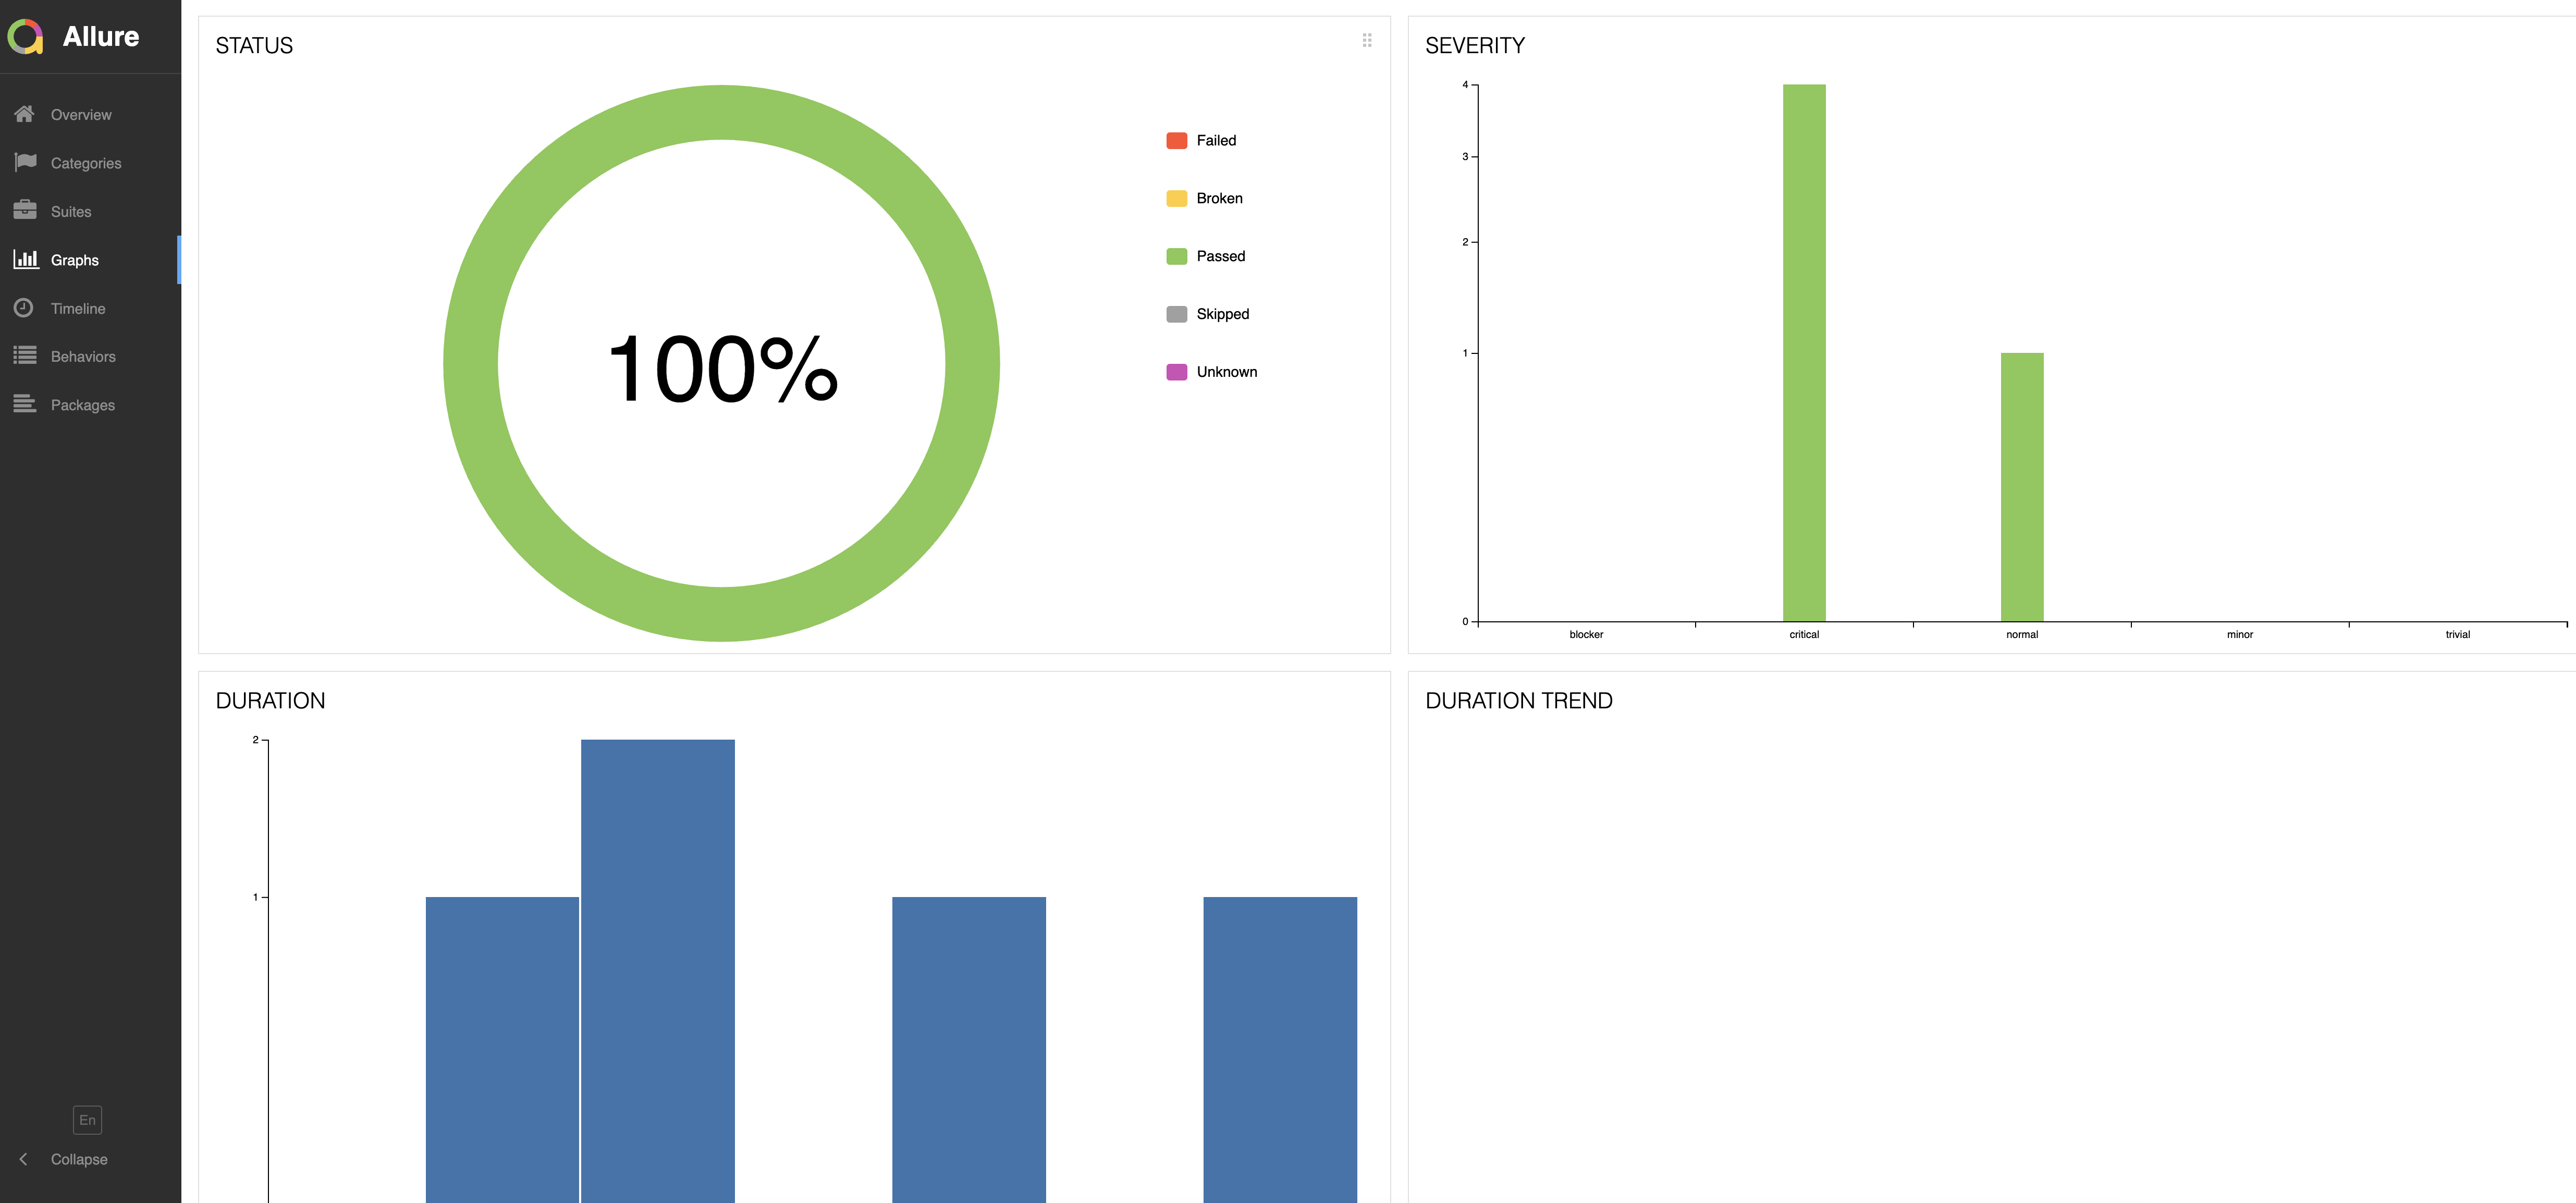 Allure
Overview
Categories
Suites
Graphs
Timeline
Behaviors
Packages
En
Collapse
STATUS
100%
Failed
Broken
Passed
Skipped
Unknown
SEVERITY
4
3
2
1
0
blocker critical normal minor trivial
DURATION
2
1
DURATION TREND